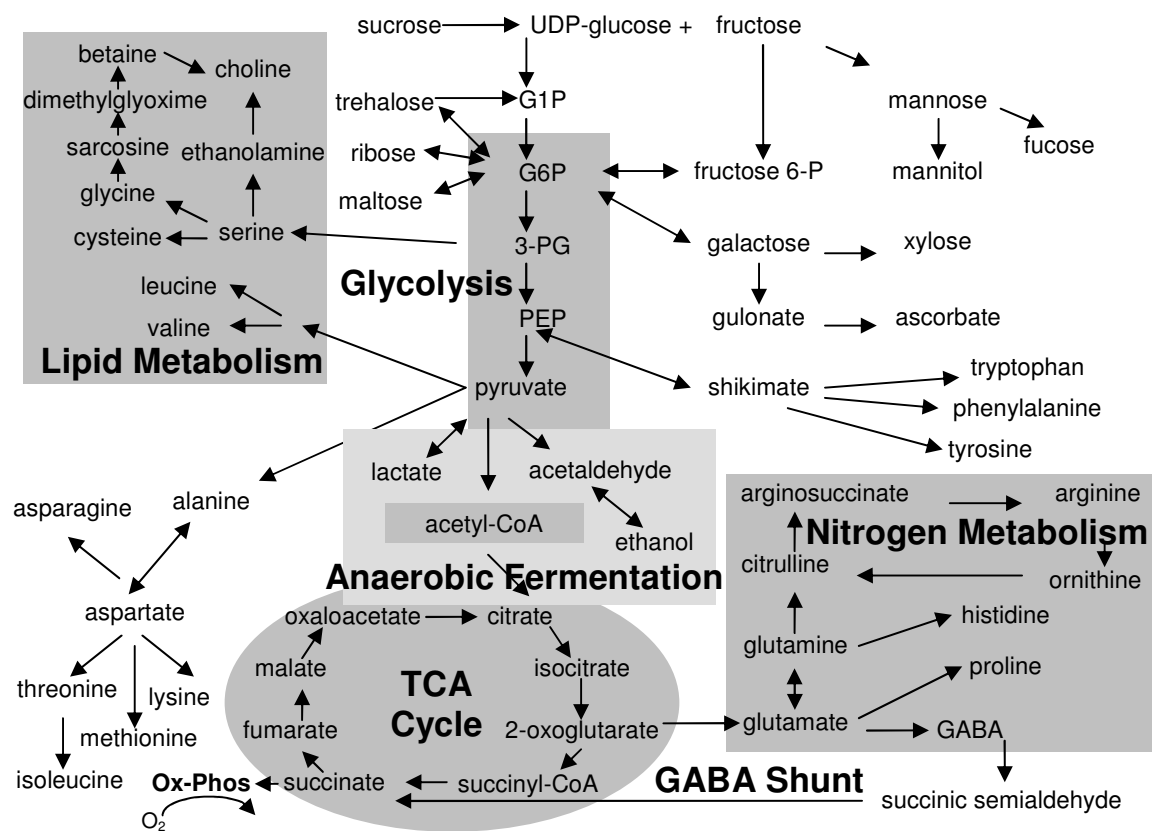 sucrose
UDP-glucose +
fructose
betaine
choline
dimethylglyoxime
trehalose
G1P
mannose
fucose
sarcosine
ethanolamine
ribose
G6P
fructose 6-P
mannitol
glycine
maltose
cysteine
serine
3-PG
galactose
xylose
leucine
Glycolysis
valine
PEP
gulonate
ascorbate
Lipid Metabolism
pyruvate
shikimate
tryptophan
phenylalanine
tyrosine
lactate
acetaldehyde
asparagine
alanine
acetyl-CoA
ethanol
arginosuccinate
arginine
Nitrogen Metabolism
citrulline
ornithine
Anaerobic Fermentation
aspartate
oxaloacetate
citrate
histidine
glutamine
malate
TCA
Cycle
isocitrate
proline
threonine
lysine
fumarate
2-oxoglutarate
glutamate
GABA
methionine
isoleucine
Ox-Phos
succinate
succinyl-CoA
GABA Shunt
succinic semialdehyde
O2